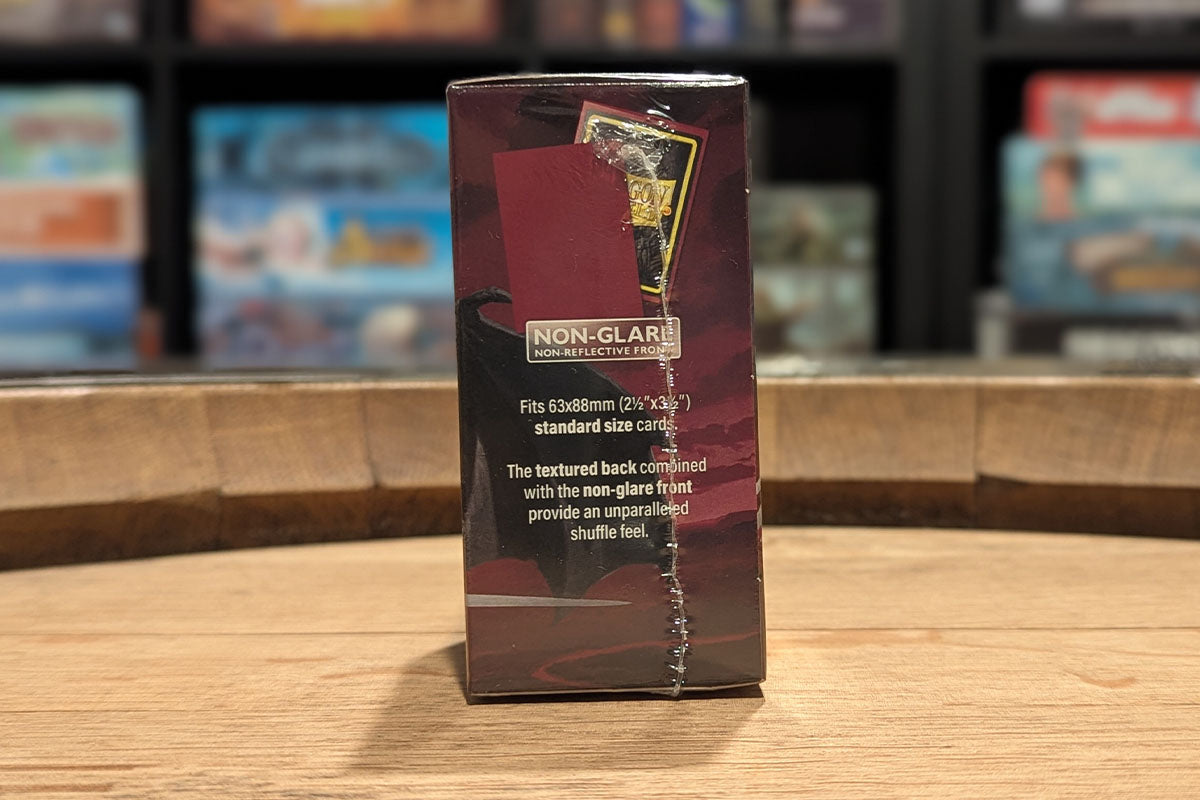 NON-GLARE
NON-REFLECTIVE FRONT
Fits 63x88mm (2½"x3½")
standard size cards.
The textured back combined
with the non-glare front
provide an unparalleled
shuffle feel.